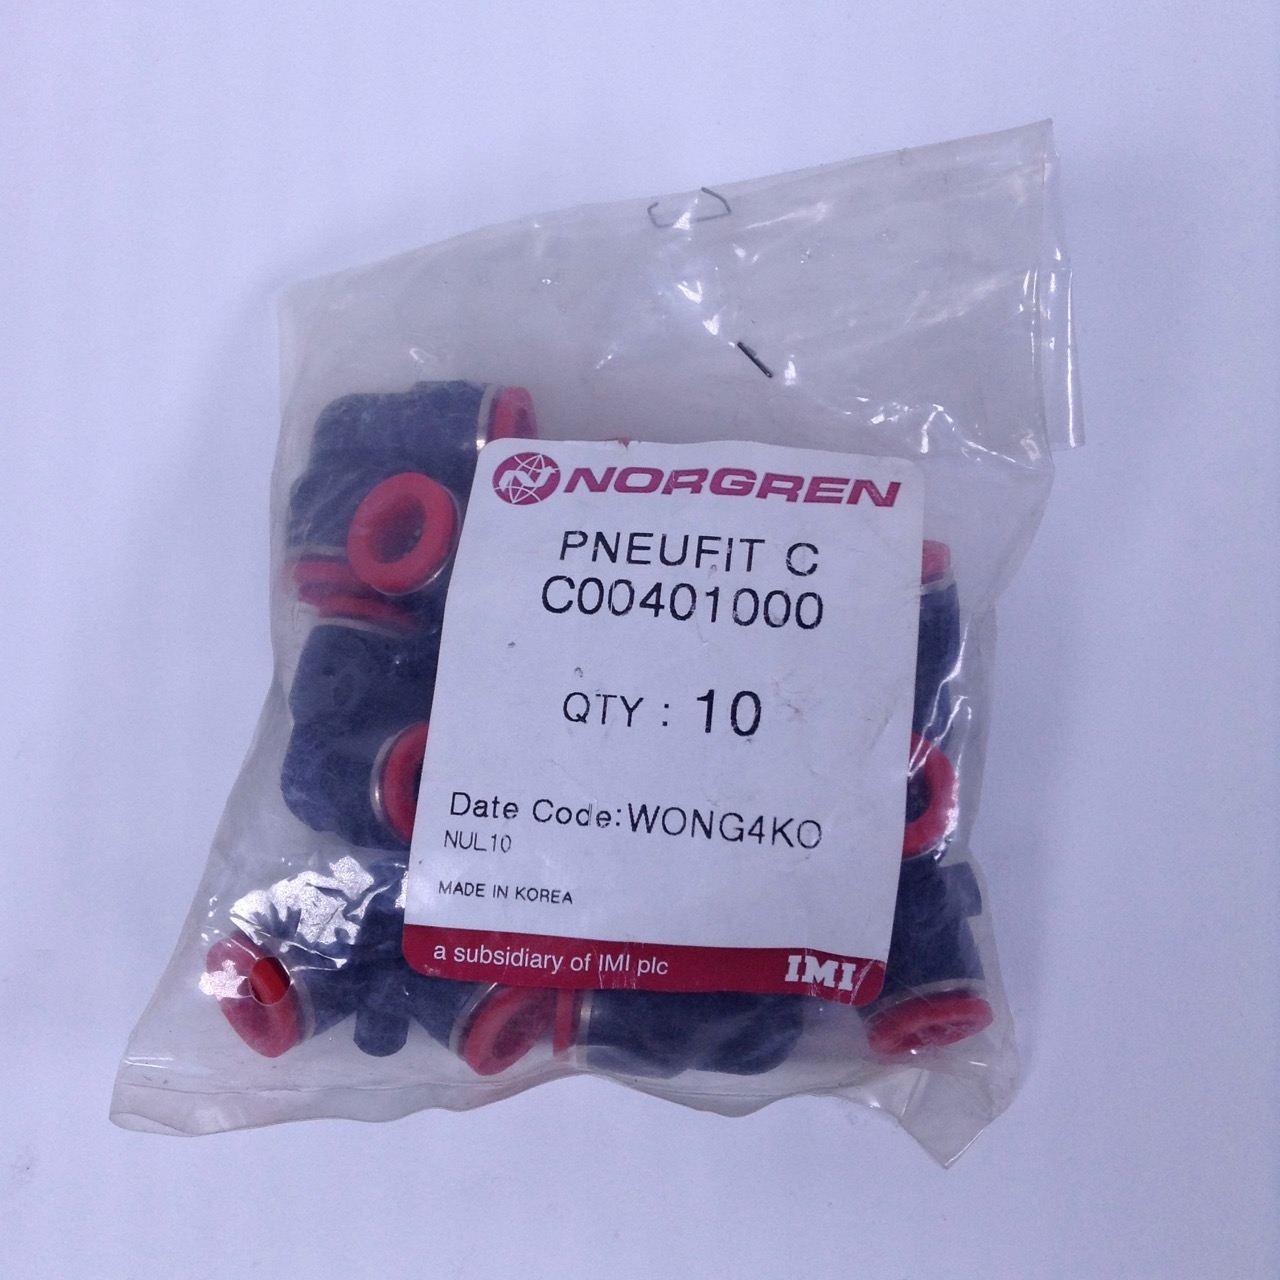 NORGREN
PNEUFIT C
C00401000
QTY : 10
Date Code:WONG4KO
NUL10
MADE IN KOREA
a subsidiary of IMI plc
IMI